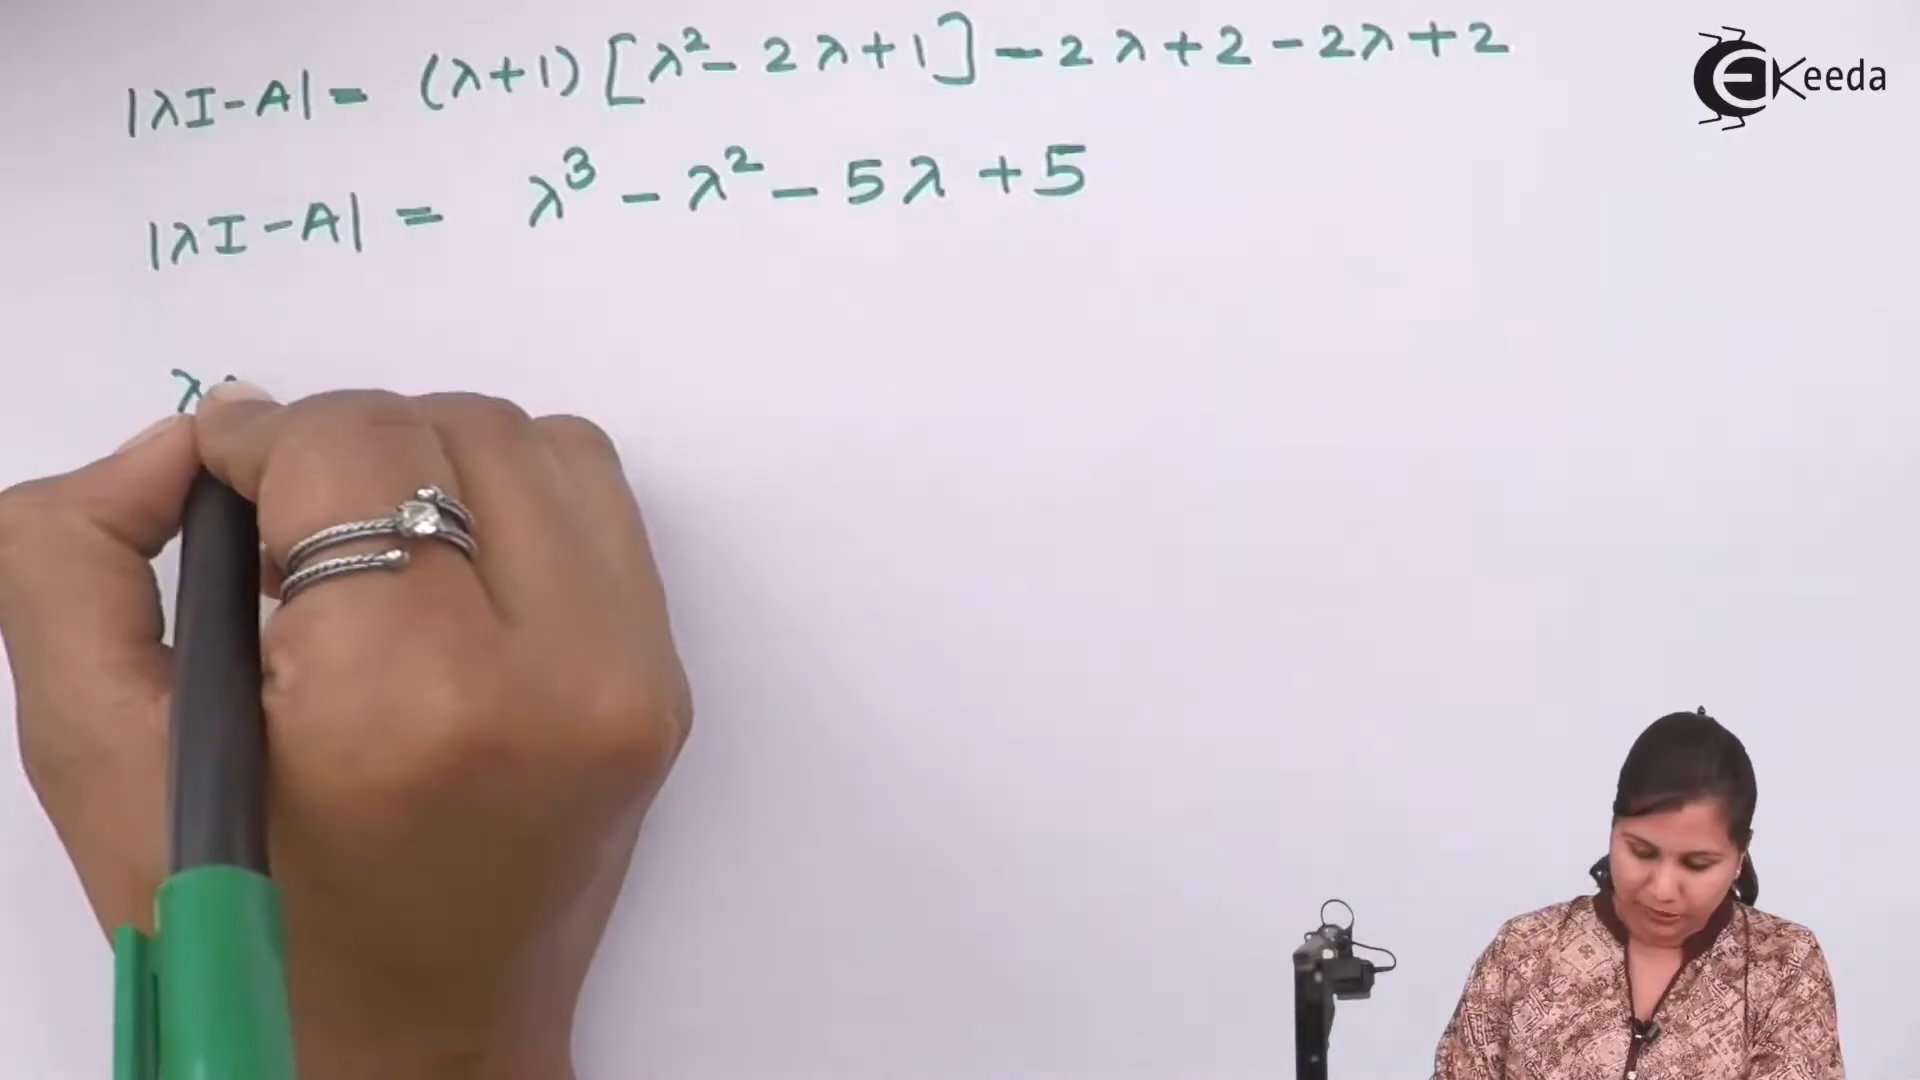 |λI-A| = (λ+1) [λ²- 2λ+1] - 2λ+2-2λ+2
Keeda
|λI-A| = λ³ - λ² - 5λ + 5
λ